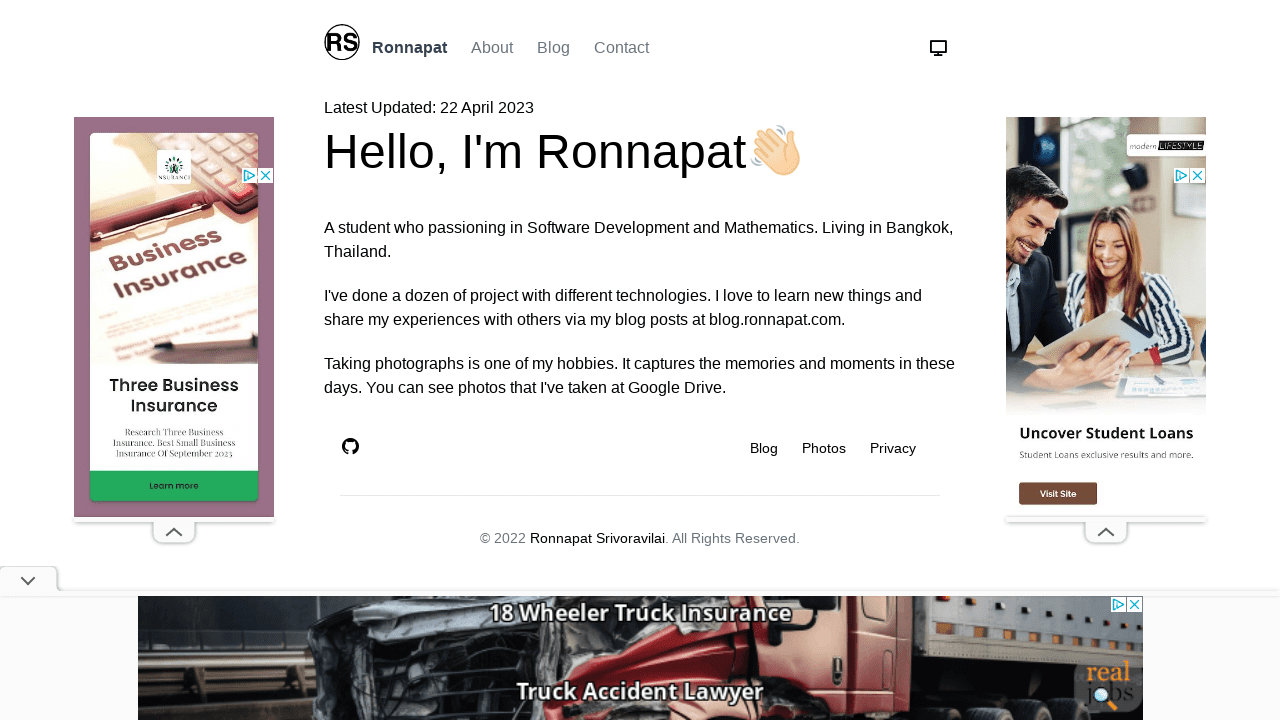 RS Ronnapat About Blog Contact
Latest Updated: 22 April 2023
Hello, I'm Ronnapat👋🏼
A student who passioning in Software Development and Mathematics. Living in Bangkok,
Thailand.
I've done a dozen of project with different technologies. I love to learn new things and
share my experiences with others via my blog posts at blog.ronnapat.com.
Taking photographs is one of my hobbies. It captures the memories and moments in these
days. You can see photos that I've taken at Google Drive.
Blog Photos Privacy
© 2022 Ronnapat Srivoravilai. All Rights Reserved.
Business
Insurance
Three Business
Insurance
Research Three Business
Insurance. Best Small Business
Insurance Of September 2023
Learn more
modern LIFESTYLE
Uncover Student Loans
Student Loans exclusive results and more.
Visit Site
18 Wheeler Truck Insurance
Truck Accident Lawyer
real
jobs